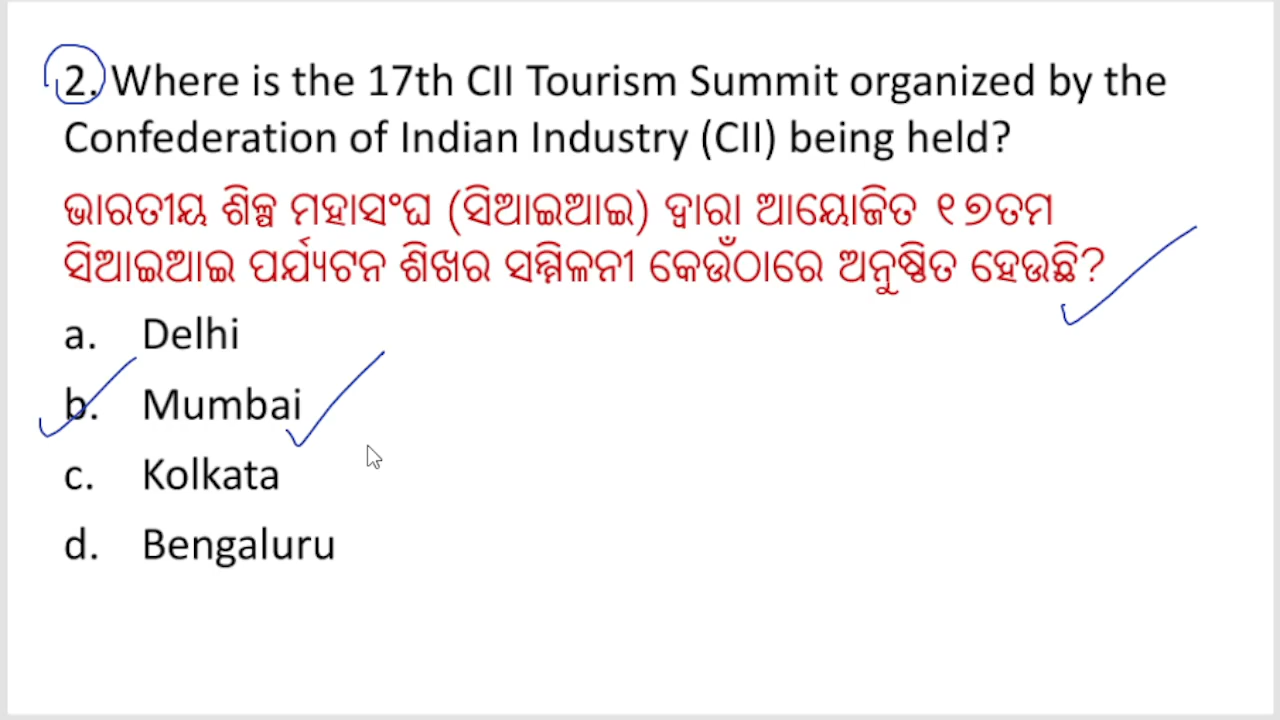 2. Where is the 17th CII Tourism Summit organized by the
Confederation of Indian Industry (CII) being held?
ଭାରତୀୟ ଶିଳ୍ପ ମହାସଂଘ (ସିଆଇଆଇ) ଦ୍ୱାରା ଆୟୋଜିତ ୧୭ତମ
ସିଆଇଆଇ ପର୍ଯ୍ୟଟନ ଶିଖର ସମ୍ମିଳନୀ କେଉଁଠାରେ ଅନୁଷ୍ଠିତ ହେଉଛି?
a. Delhi
b. Mumbai
c. Kolkata
d. Bengaluru